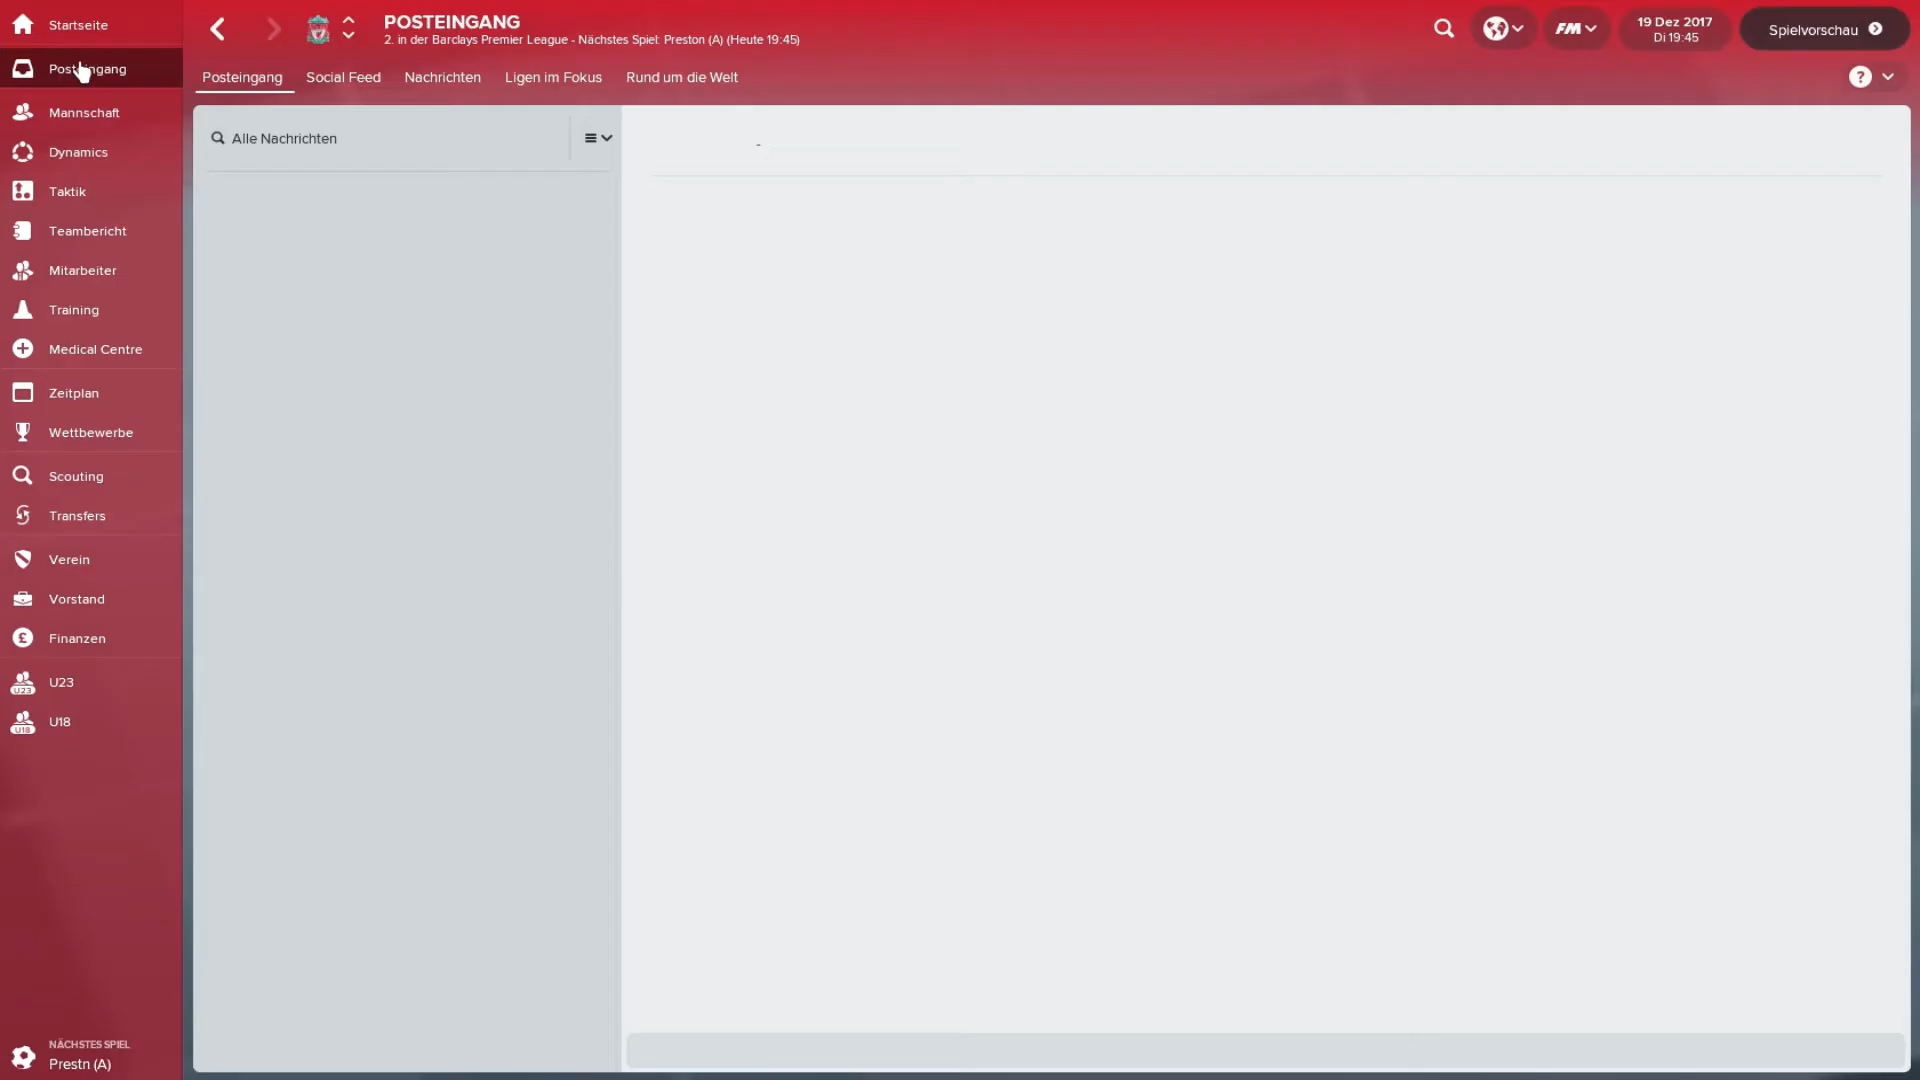 Startseite
Posteingang
Mannschaft
Dynamics
Taktik
Teambericht
Mitarbeiter
Training
Medical Centre
Zeitplan
Wettbewerbe
Scouting
Transfers
Verein
Vorstand
Finanzen
U23
U23
U18
U18
NÄCHSTES SPIEL
Prestn (A)
POSTEINGANG
2. in der Barclays Premier League - Nächstes Spiel: Preston (A) (Heute 19:45)
FM
19 Dez 2017
Di 19:45
Spielvorschau
Posteingang Social Feed Nachrichten Ligen im Fokus Rund um die Welt
?
Alle Nachrichten
-